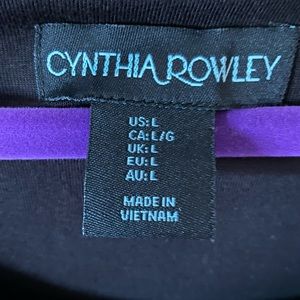 CYNTHIA ROWLEY
US: L
CA: L/G
UK: L
EU: L
AU: L
MADE IN
VIETNAM